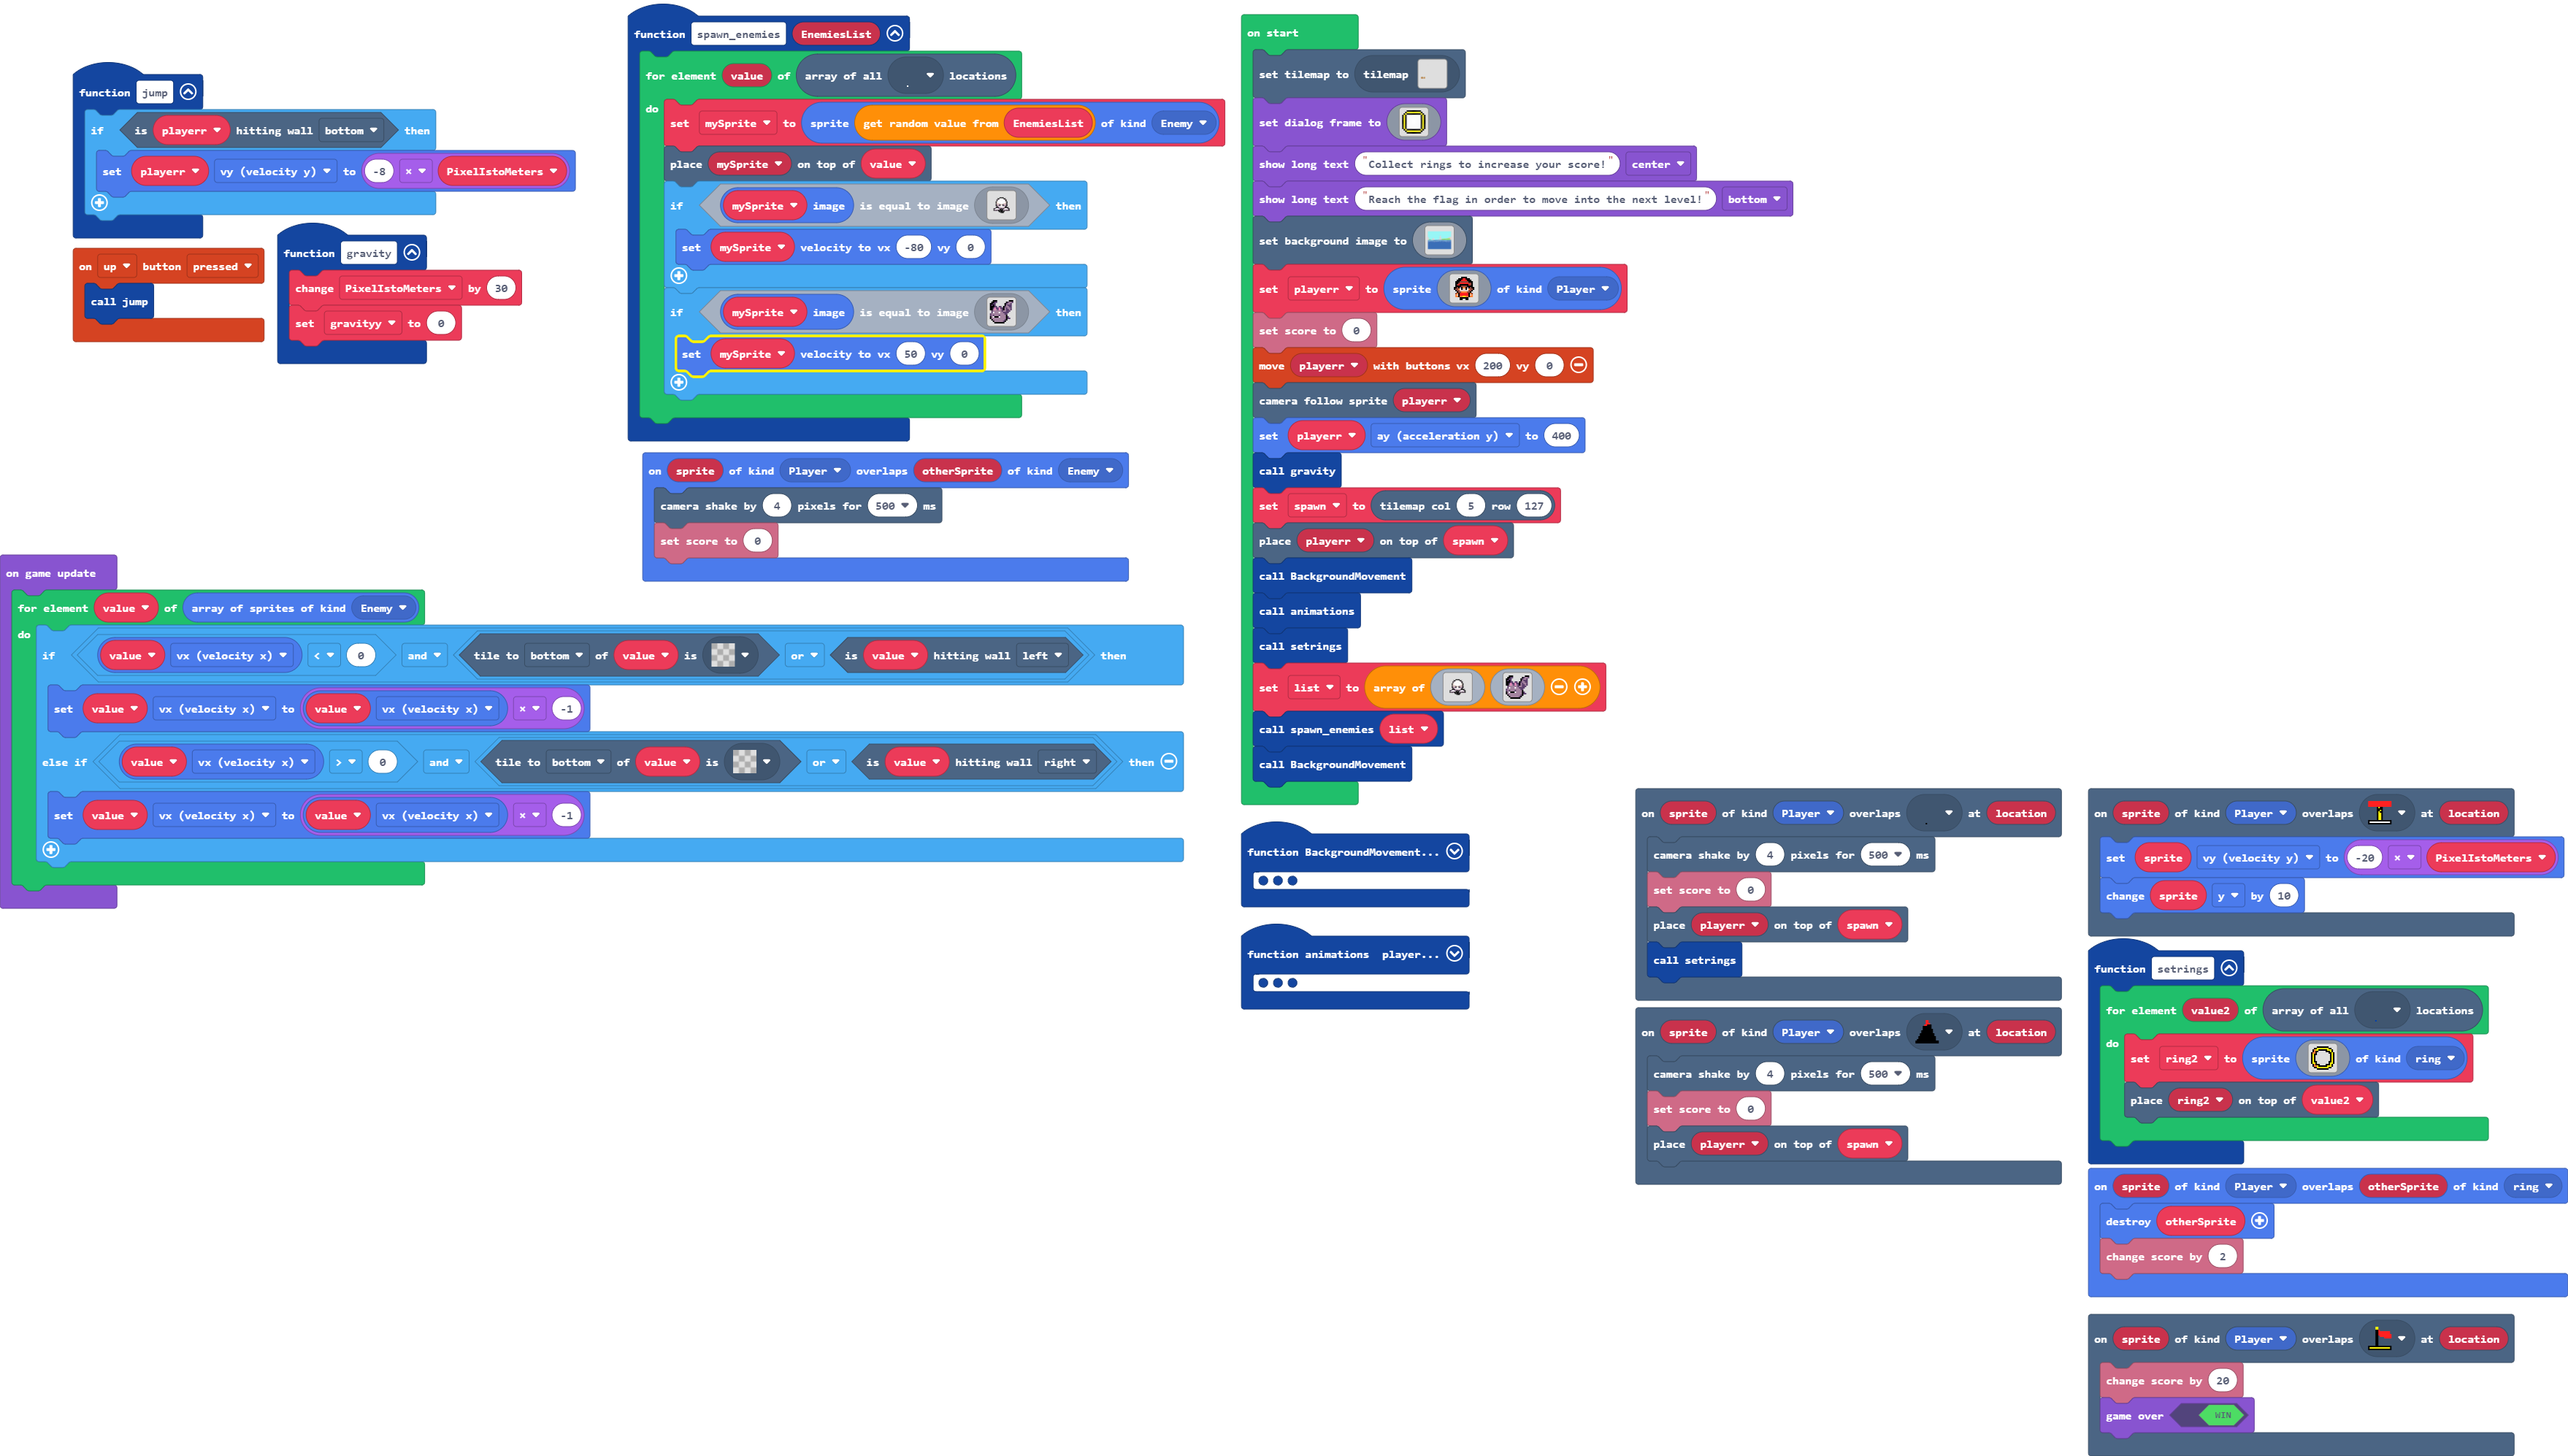 function jump
if is playerr hitting wall bottom then
set playerr vy (velocity y) to -8 × PixelIstoMeters
on up button pressed
call jump
function gravity
change PixelIstoMeters by 30
set gravityy to 0
function spawn_enemies EnemiesList
for element value of array of all locations
do
set mySprite to sprite get random value from EnemiesList of kind Enemy
place mySprite on top of value
if mySprite image is equal to image then
set mySprite velocity to vx -80 vy 0
if mySprite image is equal to image then
set mySprite velocity to vx 50 vy 0
on sprite of kind Player overlaps otherSprite of kind Enemy
camera shake by 4 pixels for 500 ms
set score to 0
on game update
for element value of array of sprites of kind Enemy
do
if value vx (velocity x) < 0 and tile to bottom of value is or is value hitting wall left then
set value vx (velocity x) to value vx (velocity x) × -1
else if value vx (velocity x) > 0 and tile to bottom of value is or is value hitting wall right then
set value vx (velocity x) to value vx (velocity x) × -1
on start
set tilemap to tilemap
set dialog frame to
show long text "Collect rings to increase your score!" center
show long text "Reach the flag in order to move into the next level!" bottom
set background image to
set playerr to sprite of kind Player
set score to 0
move playerr with buttons vx 200 vy 0
camera follow sprite playerr
set playerr ay (acceleration y) to 400
call gravity
set spawn to tilemap col 5 row 127
place playerr on top of spawn
call BackgroundMovement
call animations
call setrings
set list to array of
call spawn_enemies list
call BackgroundMovement
function BackgroundMovement...
function animations player...
on sprite of kind Player overlaps at location
camera shake by 4 pixels for 500 ms
set score to 0
place playerr on top of spawn
call setrings
on sprite of kind Player overlaps at location
camera shake by 4 pixels for 500 ms
set score to 0
place playerr on top of spawn
on sprite of kind Player overlaps at location
set sprite vy (velocity y) to -20 × PixelIstoMeters
change sprite y by 10
function setrings
for element value2 of array of all locations
do
set ring2 to sprite of kind ring
place ring2 on top of value2
on sprite of kind Player overlaps otherSprite of kind ring
destroy otherSprite
change score by 2
on sprite of kind Player overlaps at location
change score by 20
game over WIN